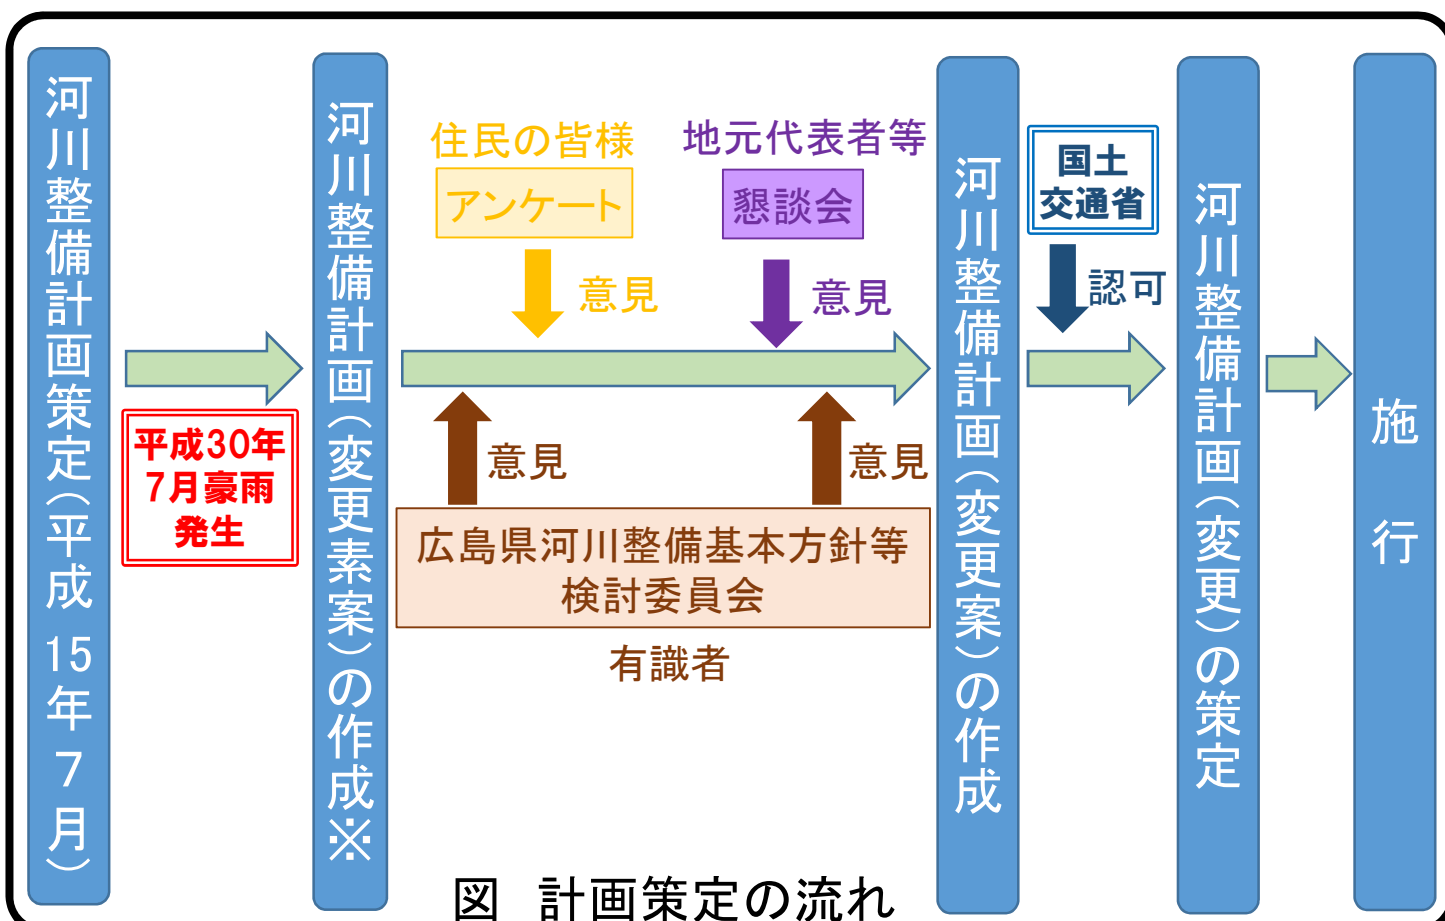 河川整備計画策定（平成15年7月）
平成30年
7月豪雨
発生
河川整備計画（変更素案）の作成※
住民の皆様
アンケート
意見
地元代表者等
懇談会
意見
意見
意見
広島県河川整備基本方針等
検討委員会
有識者
河川整備計画（変更案）の作成
国土
交通省
認可
河川整備計画（変更）の策定
施行
図　計画策定の流れ